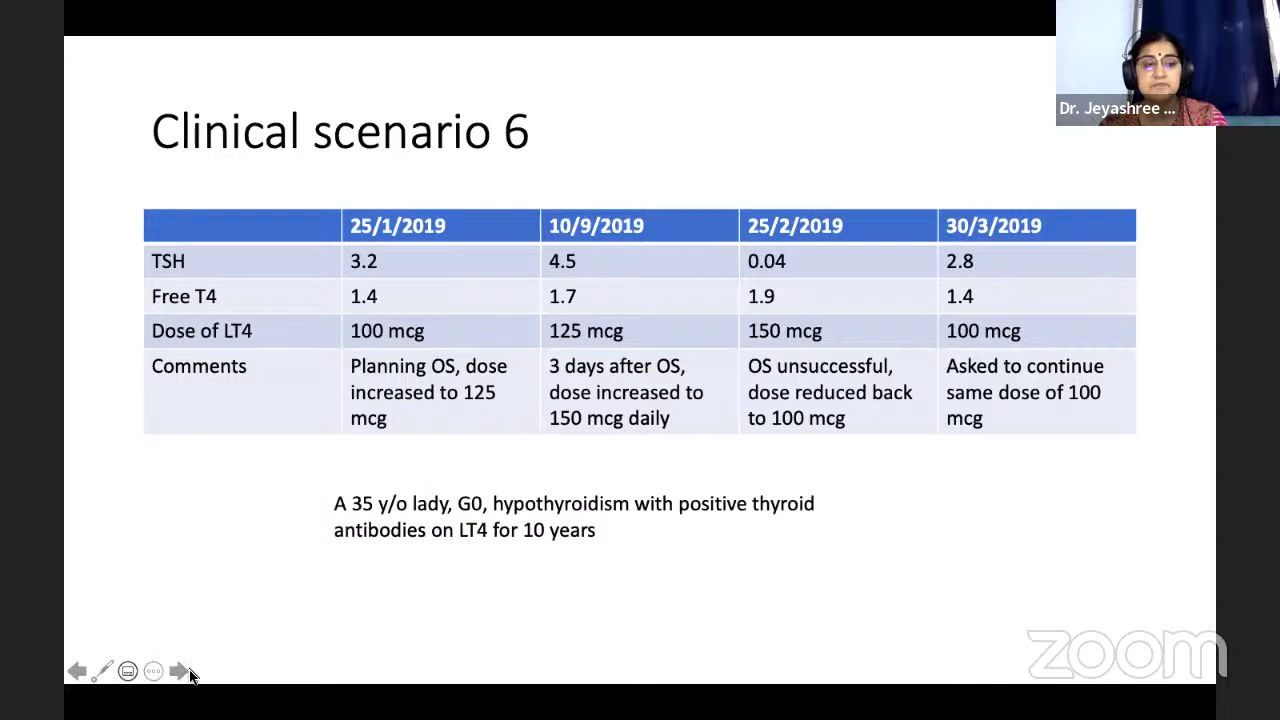 Dr. Jeyashree ...
Clinical scenario 6
25/1/2019 10/9/2019 25/2/2019 30/3/2019
TSH 3.2 4.5 0.04 2.8
Free T4 1.4 1.7 1.9 1.4
Dose of LT4 100 mcg 125 mcg 150 mcg 100 mcg
Comments Planning OS, dose 3 days after OS, OS unsuccessful, Asked to continue
increased to 125 dose increased to dose reduced back same dose of 100
mcg 150 mcg daily to 100 mcg mcg
A 35 y/o lady, G0, hypothyroidism with positive thyroid
antibodies on LT4 for 10 years
zoom